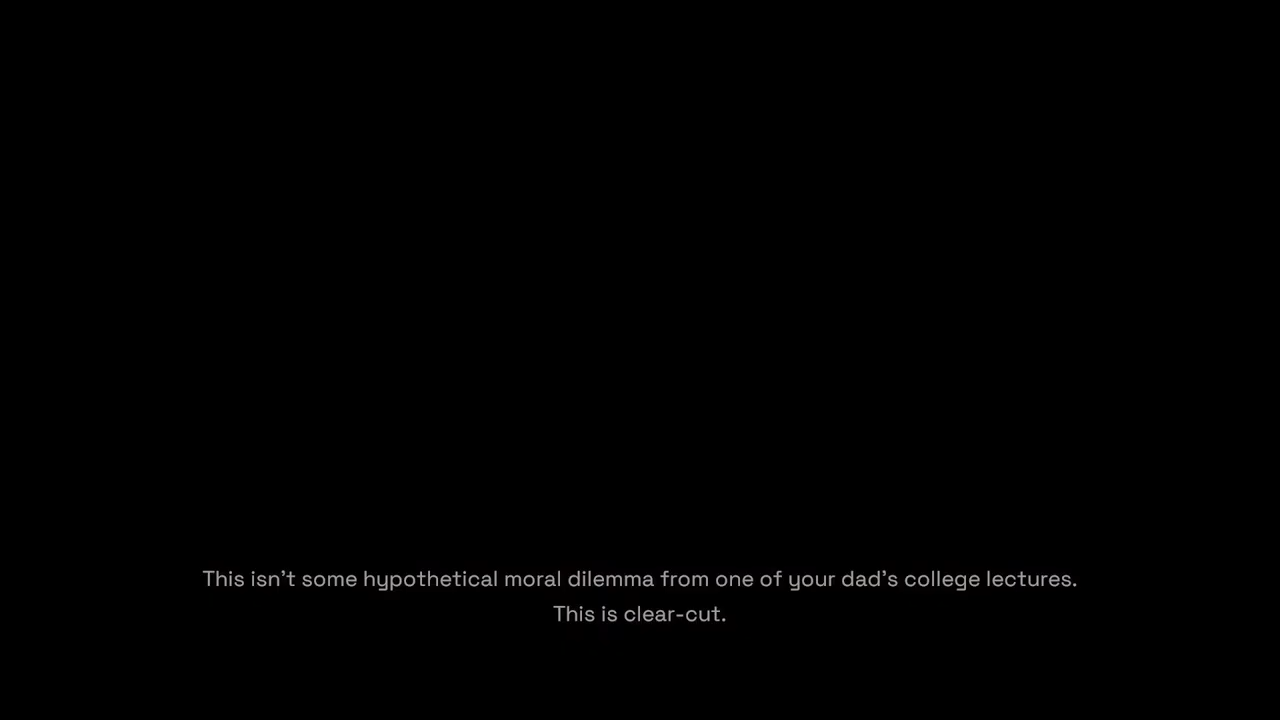 This isn't some hypothetical moral dilemma from one of your dad's college lectures.
This is clear-cut.